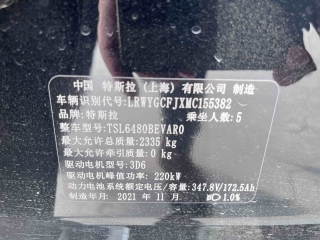 中国 特斯拉（上海）有限公司 制造
车辆识别代号:LRWYGCFJXMC155382
品牌:特斯拉 乘坐人数:5
整车型号:TSL6480BEVAR0
最大允许总质量:2335 kg
最大允许牵引质量:0 kg
驱动电机型号:3D6
驱动电机峰值功率: 220kW
动力电池系统额定电压/容量:347.8V/172.5Ah
制造年月: 2021 年 11 月 1.0%